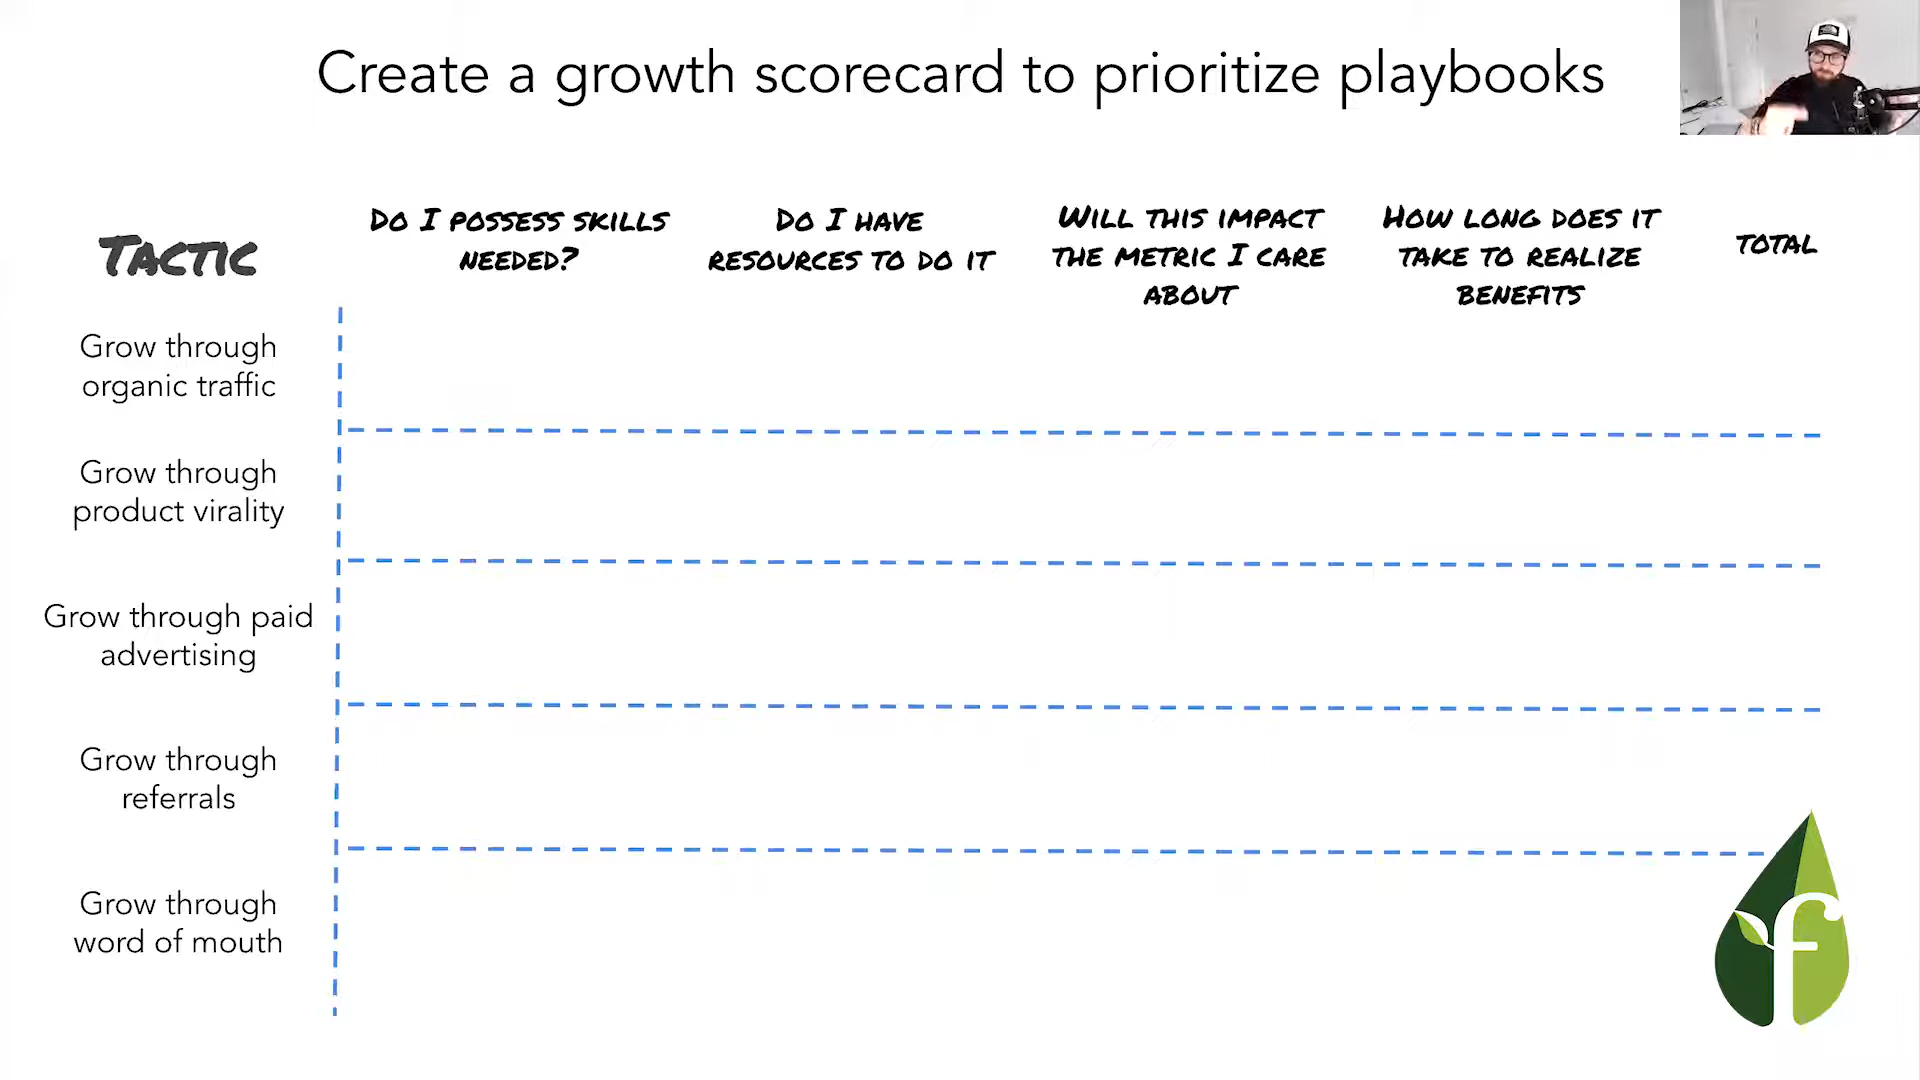 Create a growth scorecard to prioritize playbooks
TACTIC
DO I POSSESS SKILLS
NEEDED?
DO I HAVE
RESOURCES TO DO IT
WILL THIS IMPACT
THE METRIC I CARE
ABOUT
HOW LONG DOES IT
TAKE TO REALIZE
BENEFITS
TOTAL
Grow through
organic traffic
Grow through
product virality
Grow through paid
advertising
Grow through
referrals
Grow through
word of mouth
f